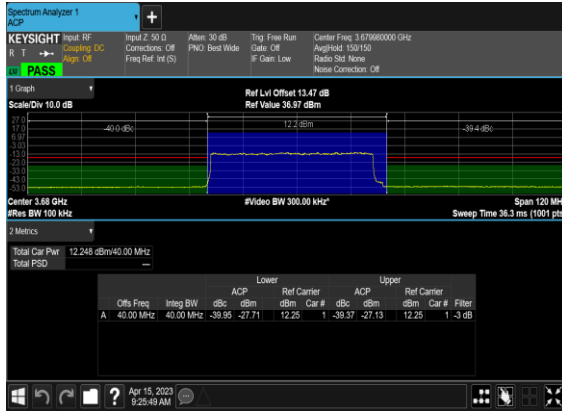 Spectrum Analyzer 1
ACP
+
KEYSIGHT Input: RF Input Z: 50 Ω Atten: 30 dB Trig: Free Run Center Freq: 3.679980000 GHz
R T Coupling: DC Corrections: Off PNO: Best Wide Gate: Off Avg|Hold: 150/150
Align: Off Freq Ref: Int (S) IF Gain: Low Radio Std: None
LXI PASS Noise Correction: Off
1 Graph Ref Lvl Offset 13.47 dB
Scale/Div 10.0 dB Ref Value 36.97 dBm
27.0
17.0 -40.0 dBc 12.2 dBm -39.4 dBc
6.97
-3.03
-13.0
-23.0
-33.0
-43.0
-53.0
Center 3.68 GHz #Video BW 300.00 kHz* Span 120 MH
#Res BW 100 kHz Sweep Time 36.3 ms (1001 pts
2 Metrics
Total Car Pwr 12.248 dBm/40.00 MHz
Total PSD —
Lower Upper
ACP Ref Carrier ACP Ref Carrier
Offs Freq Integ BW dBc dBm dBm Car # dBc dBm dBm Car # Filter
A 40.00 MHz 40.00 MHz -39.95 -27.71 12.25 1 -39.37 -27.13 12.25 1 -3 dB
? Apr 15, 2023
9:25:49 AM